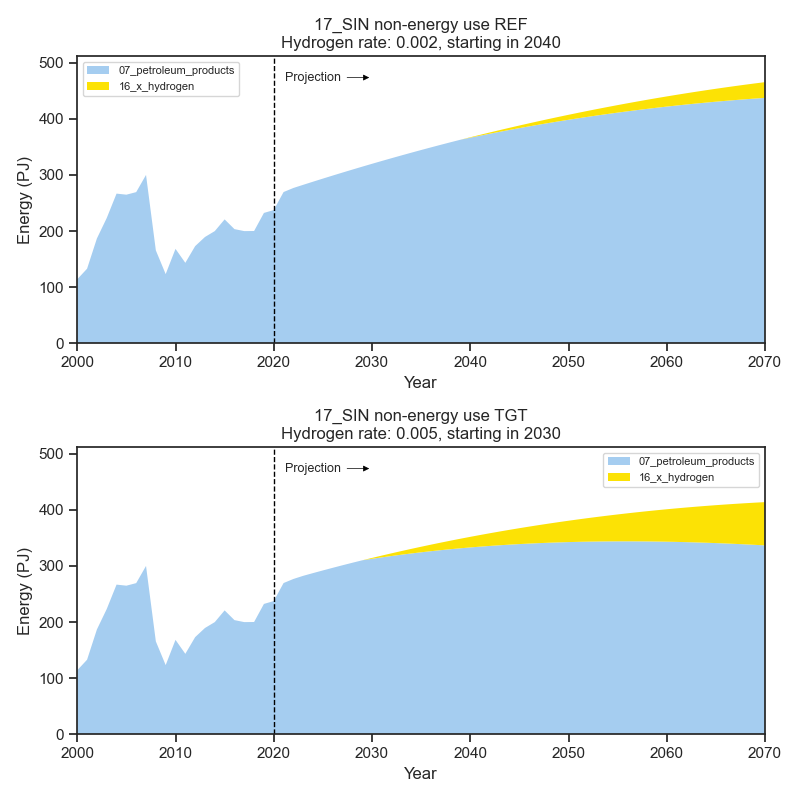 17_SIN non-energy use REF
Hydrogen rate: 0.002, starting in 2040
500
400
300
200
100
0
Energy (PJ)
07_petroleum_products
16_x_hydrogen
Projection
2000 2010 2020 2030 2040 2050 2060 2070
Year
17_SIN non-energy use TGT
Hydrogen rate: 0.005, starting in 2030
500
400
300
200
100
0
Energy (PJ)
Projection
07_petroleum_products
16_x_hydrogen
2000 2010 2020 2030 2040 2050 2060 2070
Year